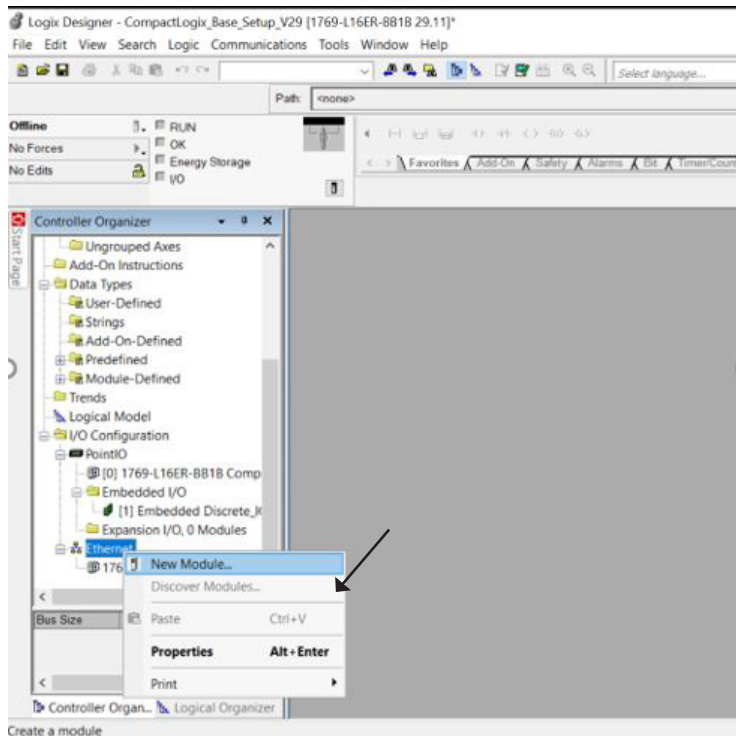 Logix Designer - CompactLogix_Base_Setup_V29 [1769-L16ER-BB1B 29.11]*
File Edit View Search Logic Communications Tools Window Help
Select language...
Path: <none>
Offline
RUN
No Forces
OK
Energy Storage
No Edits
I/O
Favorites Add-On Safety Alarms Bit Timer/Coun
Start Page
Controller Organizer
Ungrouped Axes
Add-On Instructions
Data Types
User-Defined
Strings
Add-On-Defined
Predefined
Module-Defined
Trends
Logical Model
I/O Configuration
PointIO
[0] 1769-L16ER-BB1B Comp
Embedded I/O
[1] Embedded Discrete_I
Expansion I/O, 0 Modules
Ethernet
176
New Module...
Discover Modules...
Bus Size
Paste Ctrl+V
Properties Alt+Enter
Print
Controller Organ... Logical Organizer
Create a module